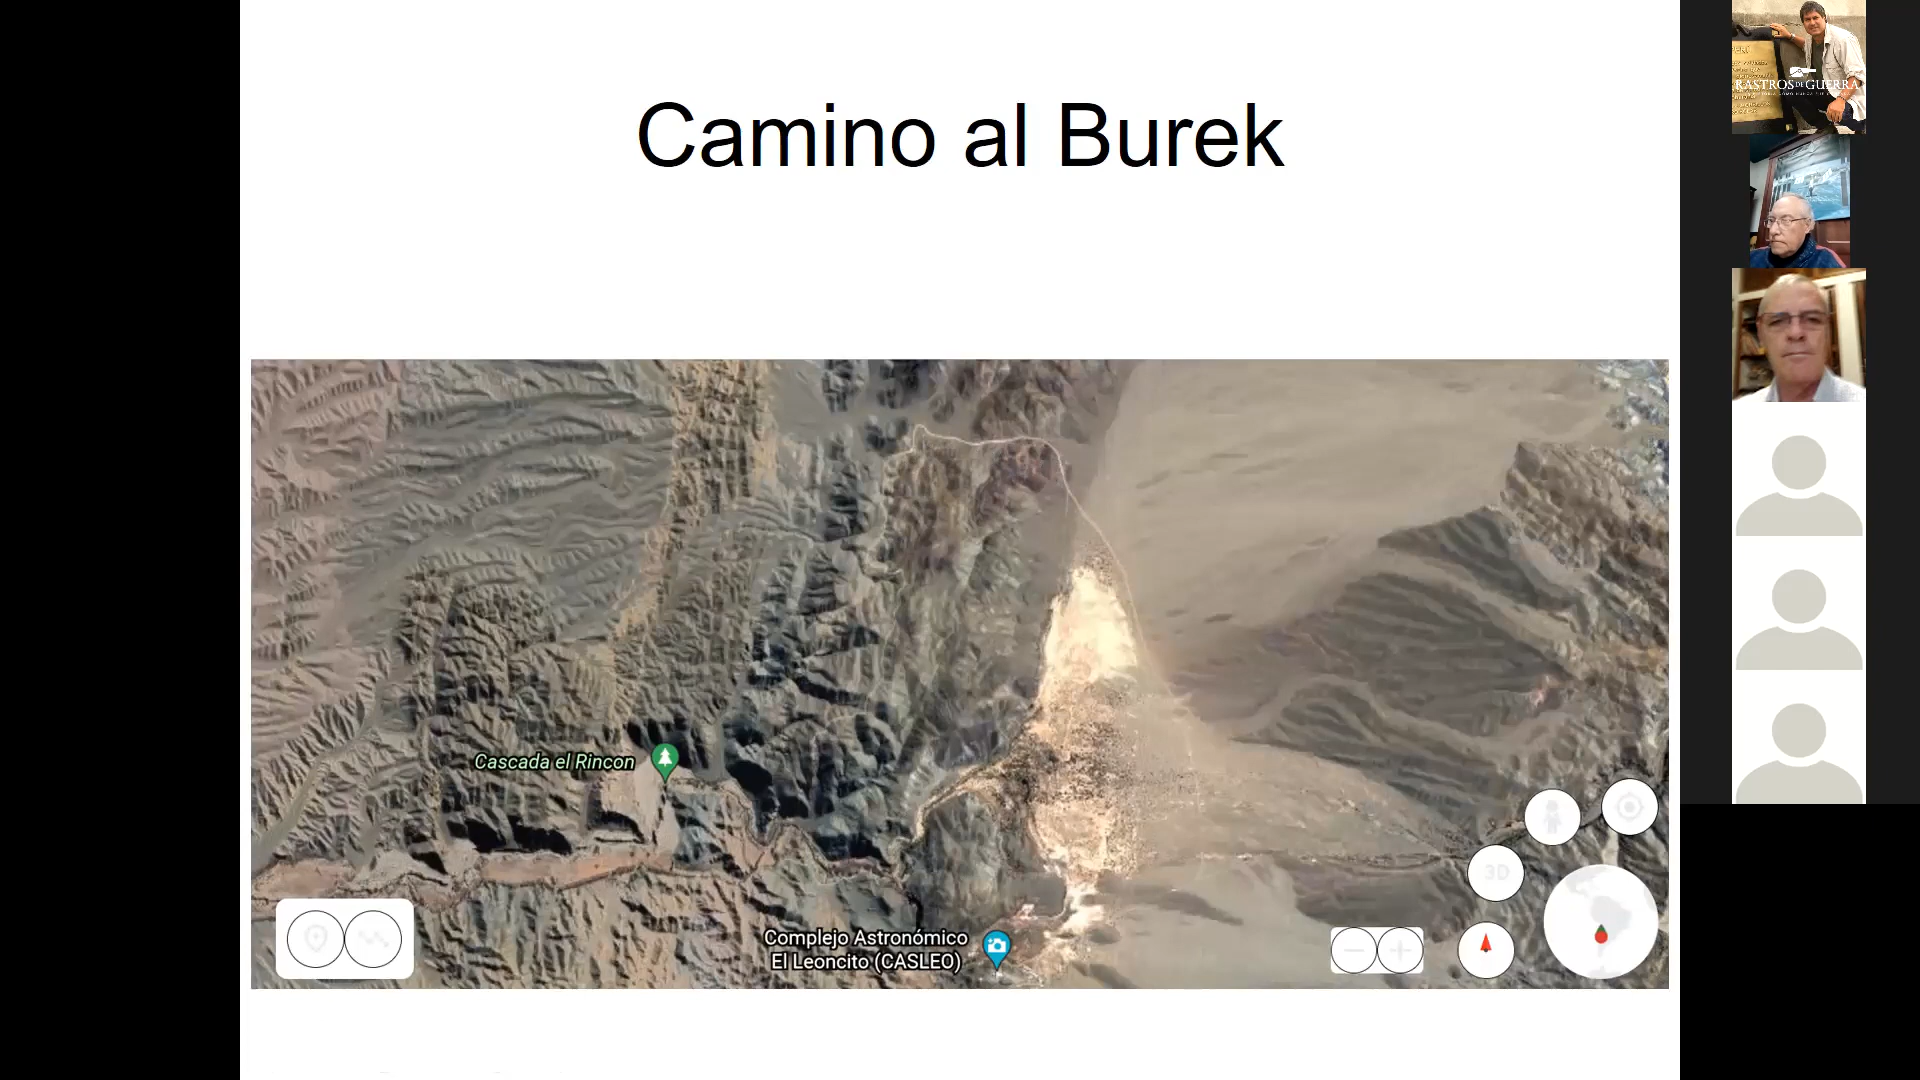 Camino al Burek
RASTROS DE GUERRA
Cascada el Rincon
Complejo Astronómico
El Leoncito (CASLEO)
3D